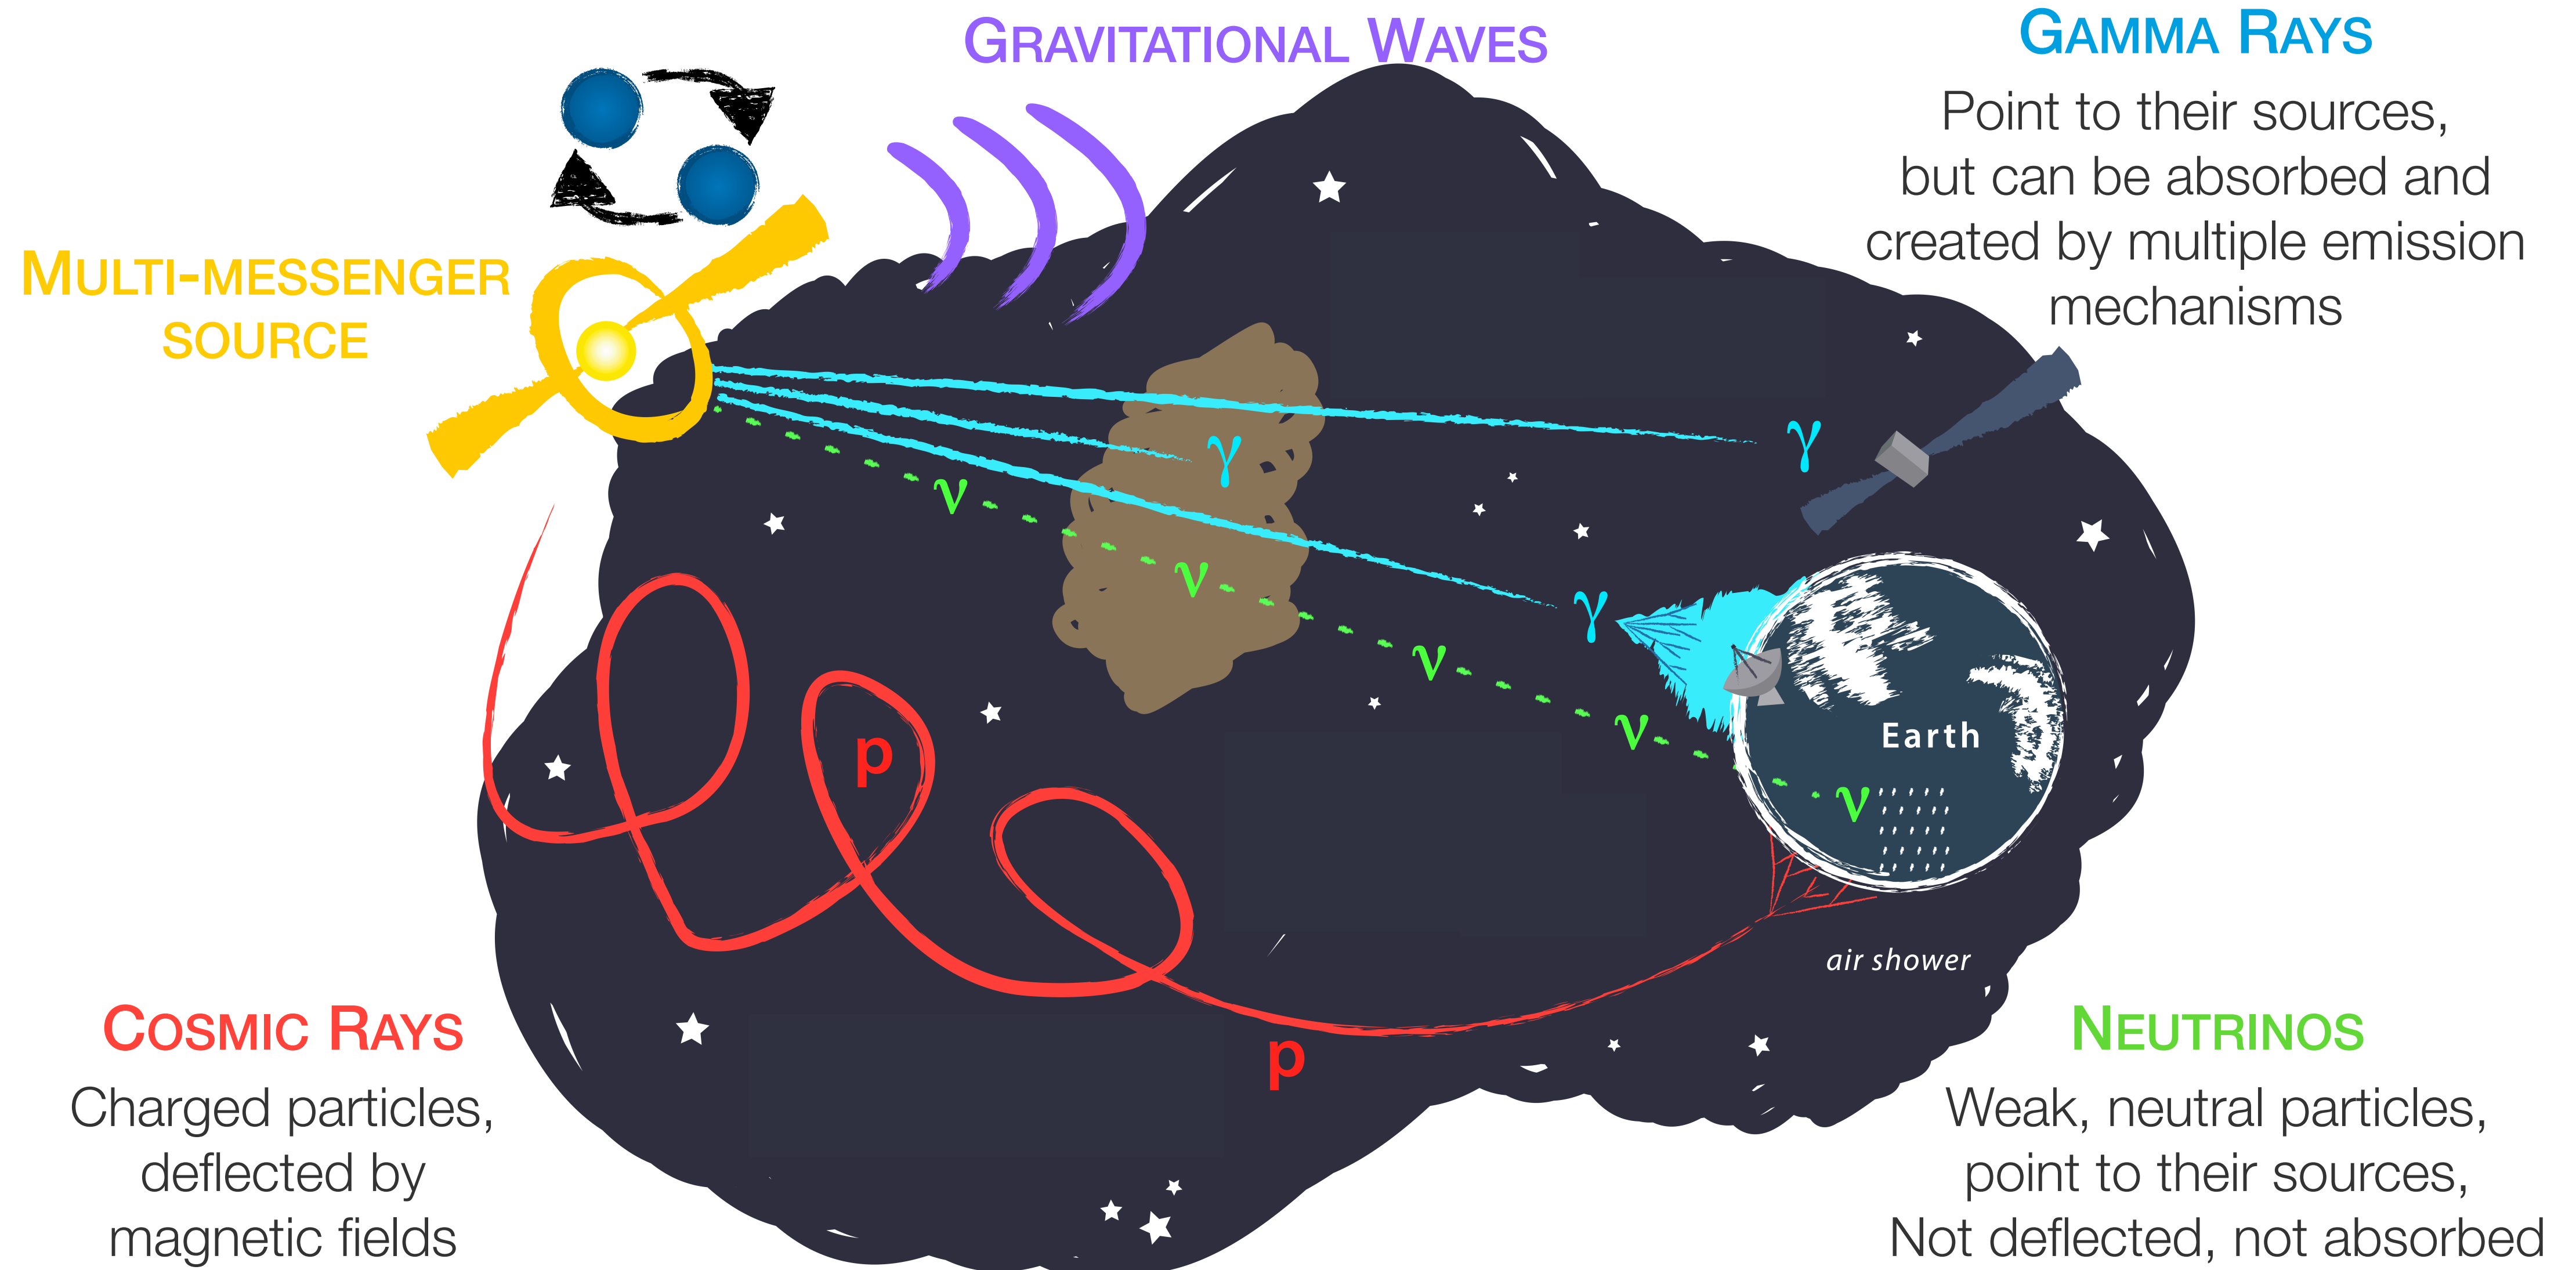 GRAVITATIONAL WAVES
GAMMA RAYS
Point to their sources,
but can be absorbed and
created by multiple emission
mechanisms
MULTI-MESSENGER
SOURCE
γ
γ
ν
ν
γ
ν
ν
p
Earth
ν
air shower
p
COSMIC RAYS
Charged particles,
deflected by
magnetic fields
NEUTRINOS
Weak, neutral particles,
point to their sources,
Not deflected, not absorbed